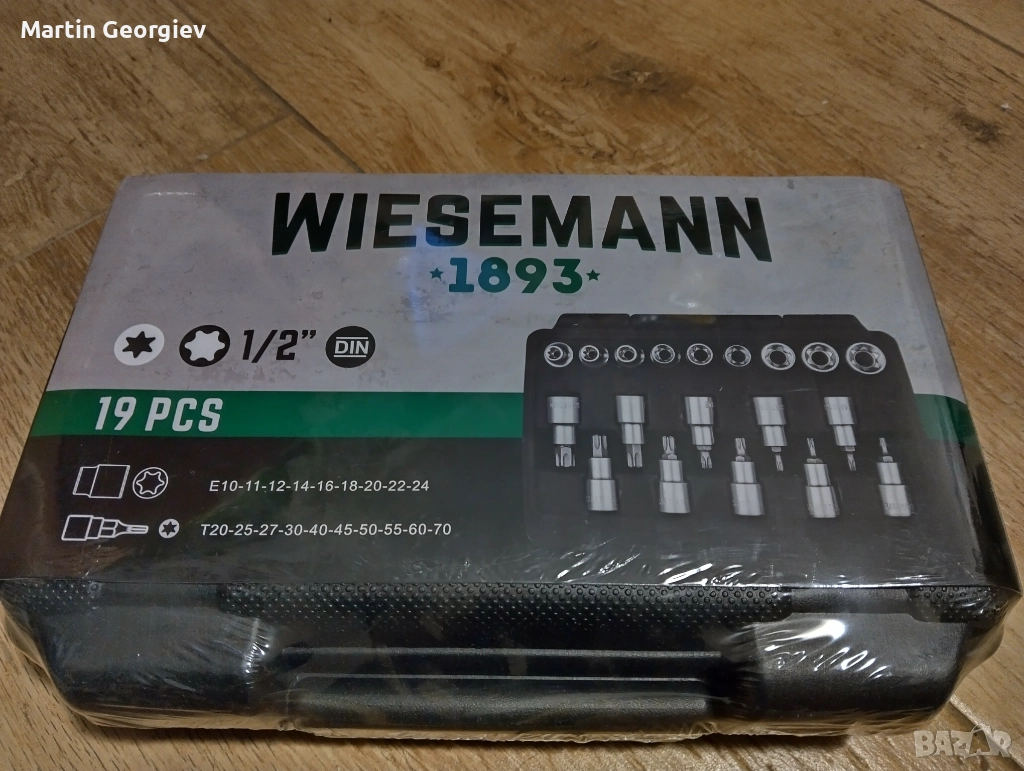 Martin Georgiev
WIESEMANN
1893
1/2” DIN
19 PCS
E10-11-12-14-16-18-20-22-24
T20-25-27-30-40-45-50-55-60-70
BAZAR